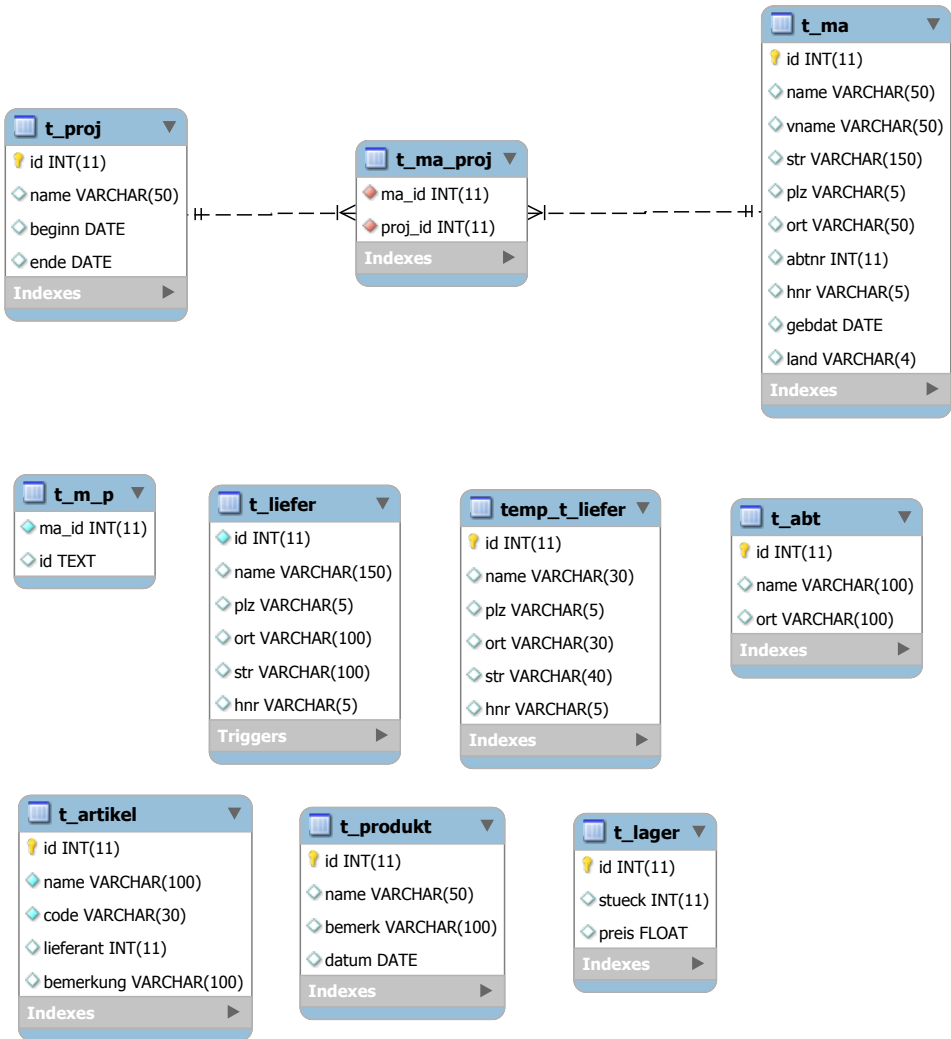 t_proj
id INT(11)
name VARCHAR(50)
beginn DATE
ende DATE
Indexes
t_ma_proj
ma_id INT(11)
proj_id INT(11)
Indexes
t_ma
id INT(11)
name VARCHAR(50)
vname VARCHAR(50)
str VARCHAR(150)
plz VARCHAR(5)
ort VARCHAR(50)
abtnr INT(11)
hnr VARCHAR(5)
gebdat DATE
land VARCHAR(4)
Indexes
t_m_p
ma_id INT(11)
id TEXT
t_liefer
id INT(11)
name VARCHAR(150)
plz VARCHAR(5)
ort VARCHAR(100)
str VARCHAR(100)
hnr VARCHAR(5)
Triggers
temp_t_liefer
id INT(11)
name VARCHAR(30)
plz VARCHAR(5)
ort VARCHAR(30)
str VARCHAR(40)
hnr VARCHAR(5)
Indexes
t_abt
id INT(11)
name VARCHAR(100)
ort VARCHAR(100)
Indexes
t_artikel
id INT(11)
name VARCHAR(100)
code VARCHAR(30)
lieferant INT(11)
bemerkung VARCHAR(100)
Indexes
t_produkt
id INT(11)
name VARCHAR(50)
bemerk VARCHAR(100)
datum DATE
Indexes
t_lager
id INT(11)
stueck INT(11)
preis FLOAT
Indexes